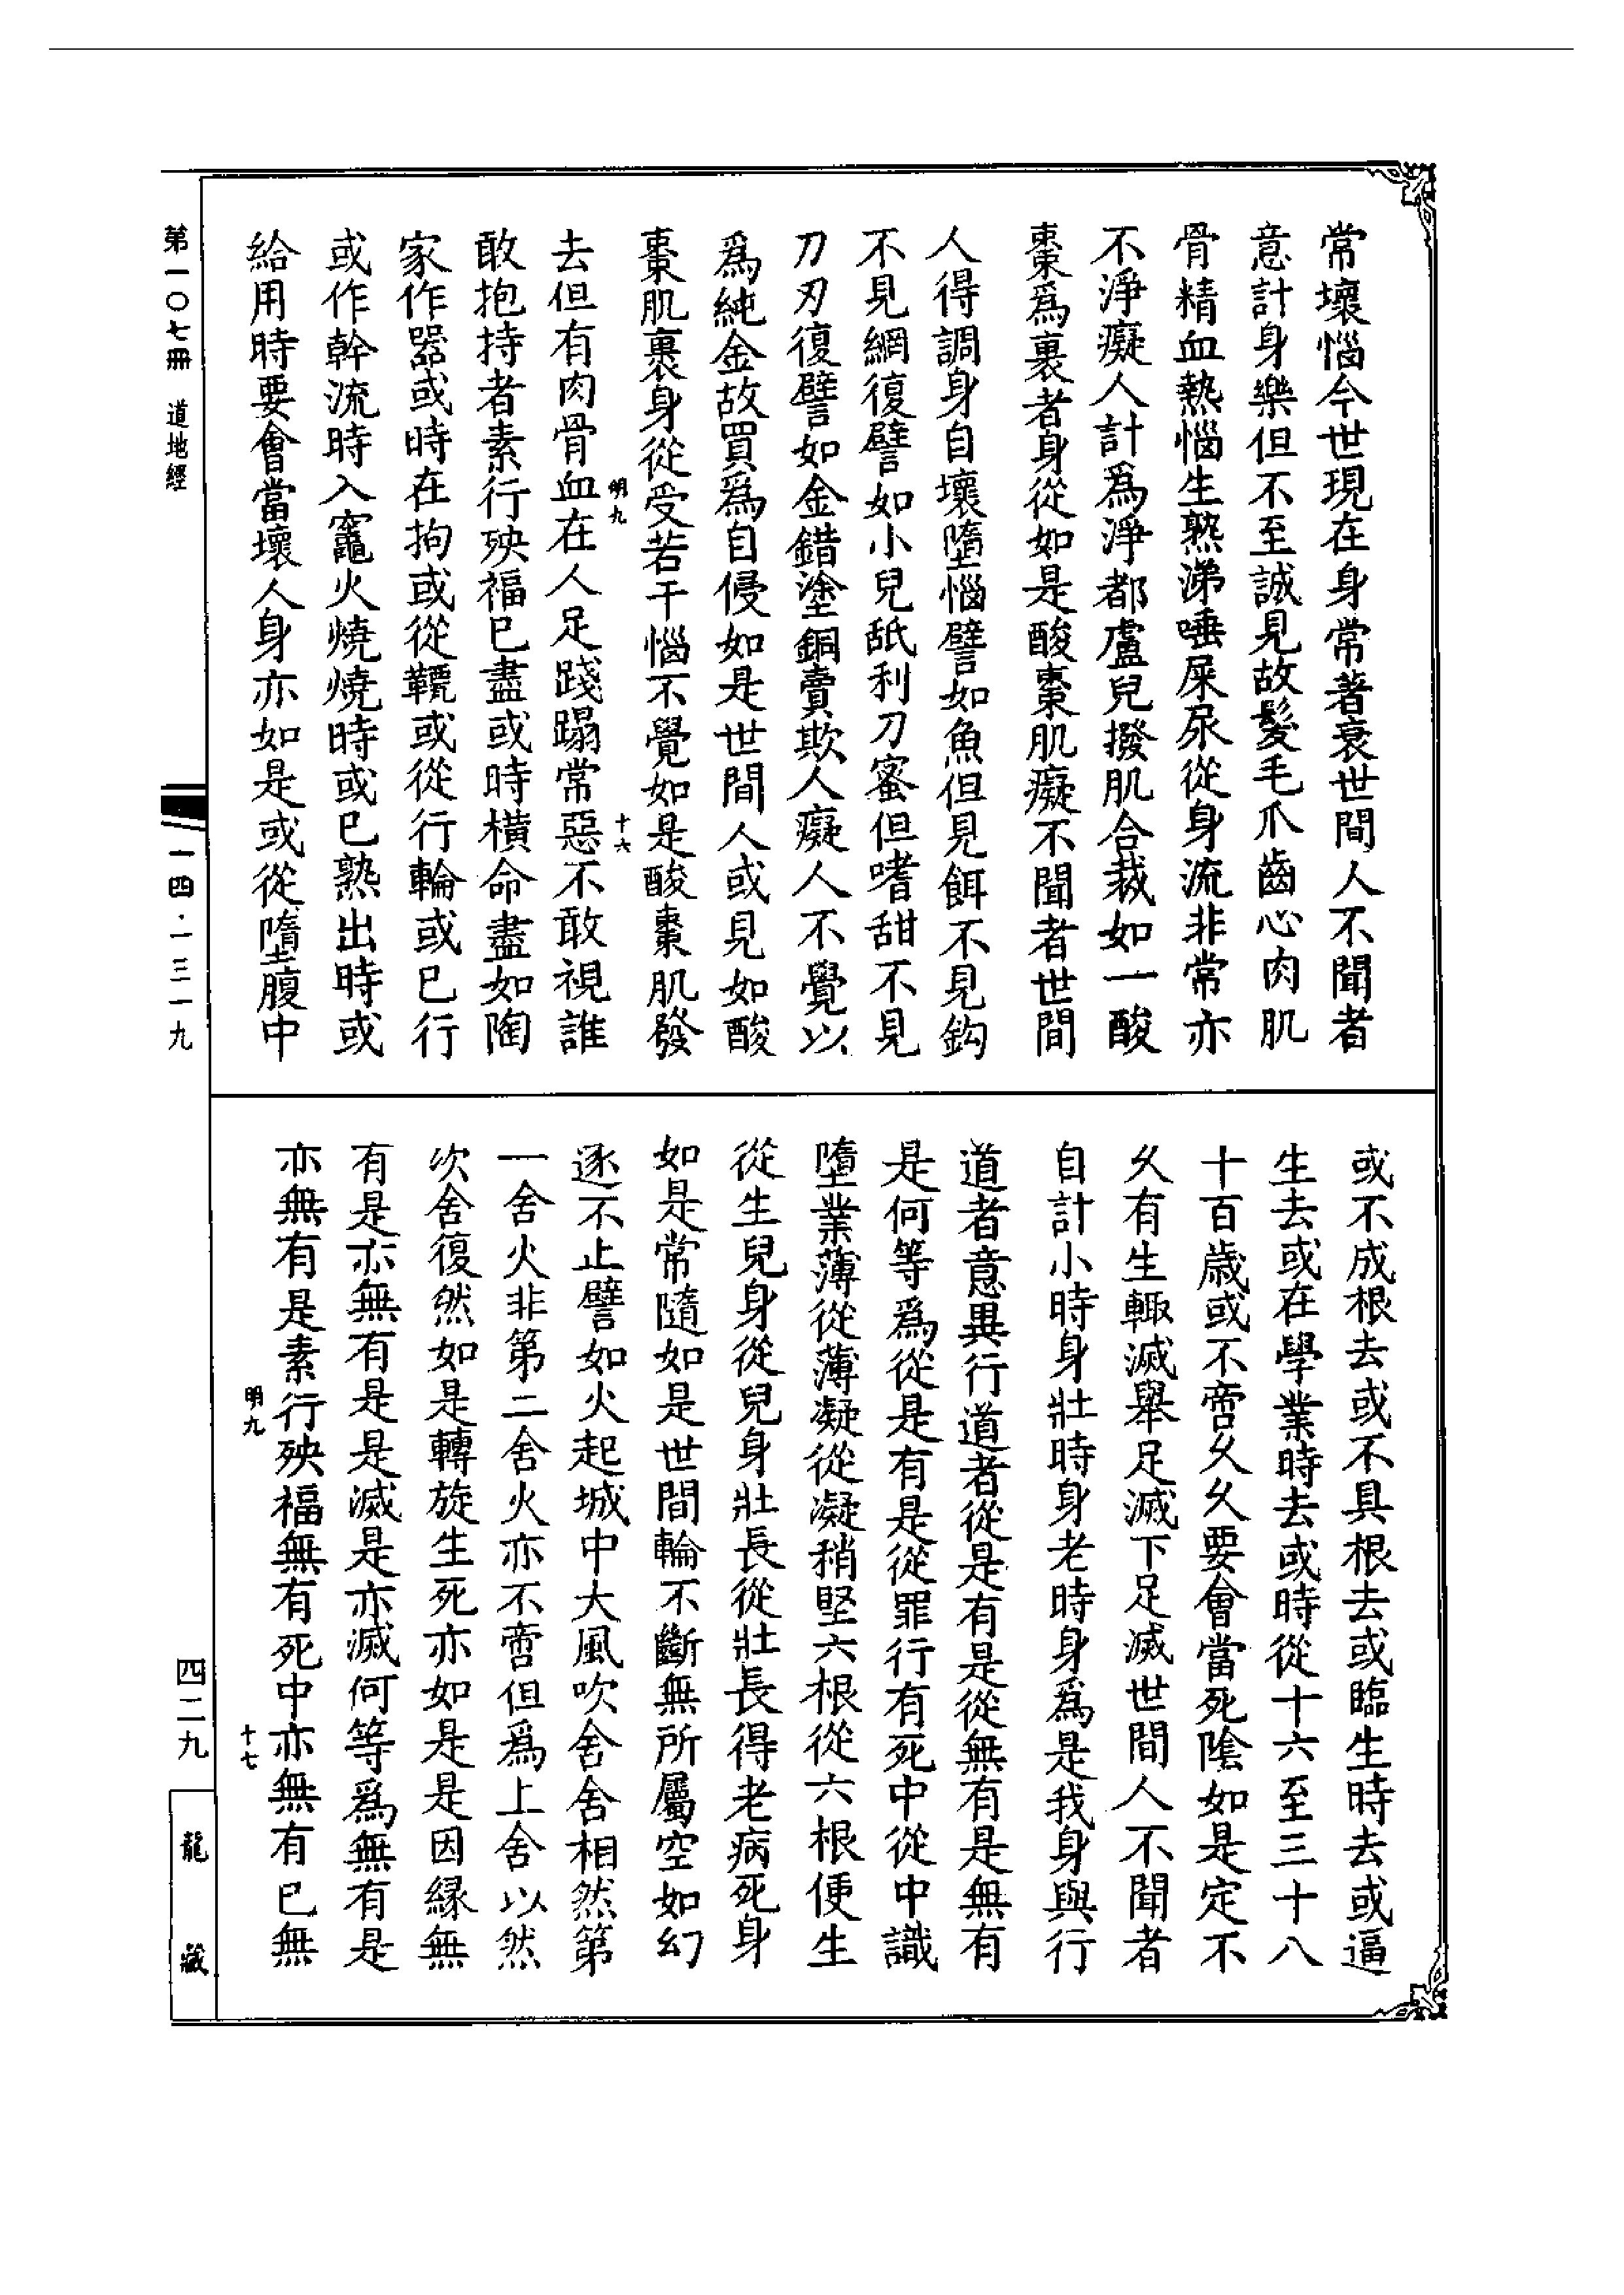 常壞惱今世現在身常著衰世間人不聞者
意計身樂但不至誠見故髮毛爪齒心肉肌
骨精血熱惱生熟涕唾屎尿從身流非常亦
不淨癡人計爲淨都盧兒撥肌合裁如一酸
棗爲裹者身從如是酸棗肌癡不聞者世間
人得調身自壞墮惱譬如魚但見餌不見鈎
不見網復譬如小兒舐利刀蜜但嗜甜不見
刀刃復譬如金錯塗銅賣欺人癡人不覺以
爲純金故買爲自侵如是世間人或見如酸
棗肌裹身從受若干惱不覺如是酸棗肌發
明九
十六
去但有肉骨血在人足踐蹋常惡不敢視誰
敢抱持者素行殃福已盡或時橫命盡如陶
家作器或時在拘或從輕或從行輪或已行
或作幹流時入竈火燒燒時或已熟出時或
給用時要會當壞人身亦如是或從墮腹中
或不成根去或不具根去或臨生時去或逼
生去或在學業時去或時從十六至三十八
十百歲或不啻久久要會當死陰如是定不
久有生輒滅舉足滅下足滅世間人不聞者
自計小時身壯時身老時身爲是我身與行
道者意異行道者從是有是從無有是無有
是何等爲從是有是從罪行有死中從中識
墮業薄從薄凝從凝稍堅六根從六根便生
從生兒身從兒身壯長從壯長得老病死身
如是常隨如是世間輪不斷無所屬空如幻
逐不止譬如火起城中大風吹舍舍相然第
一舍火非第二舍火亦不啻但爲上舍以然
次舍復然如是轉旋生死亦如是是因緣無
有是亦無有是是滅是亦滅何等爲無有是
亦無有是素行殃福無有死中亦無有已無
明九
十七
第一〇七冊 道地經
一四·一三一九
四二九
龍藏